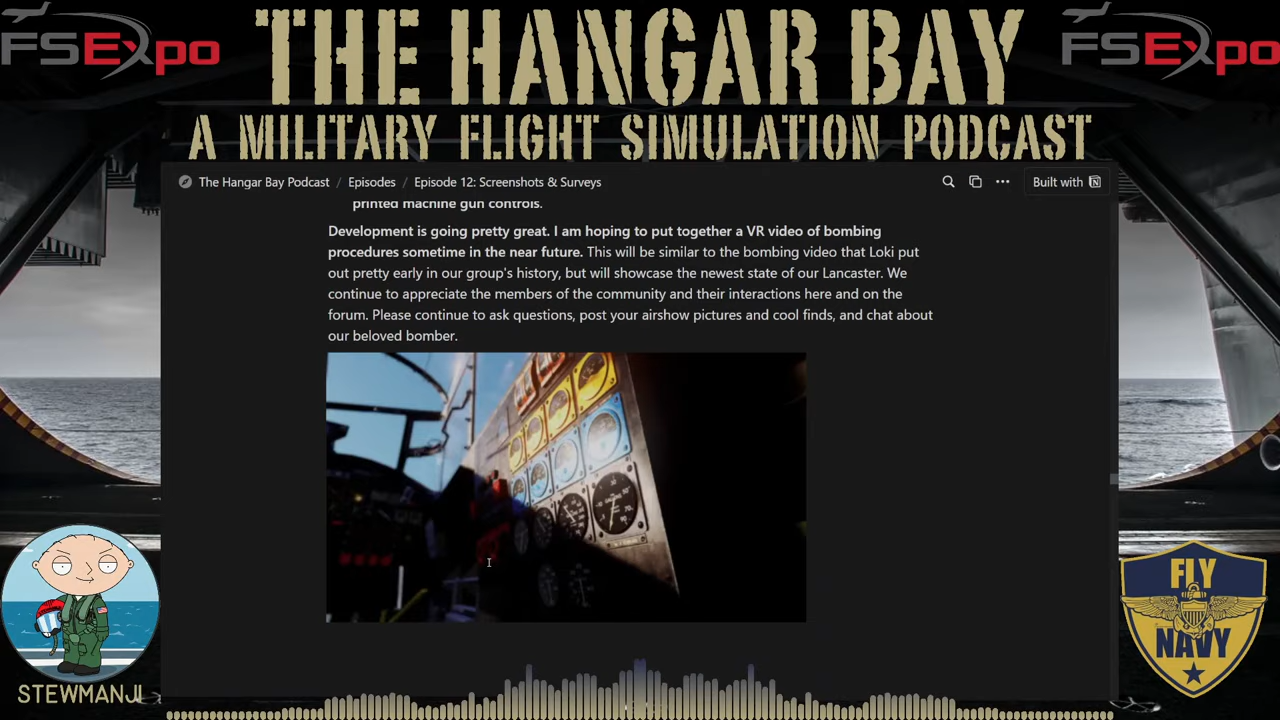 FSExpo
THE HANGAR BAY
FSExpo
A MILITARY FLIGHT SIMULATION PODCAST
The Hangar Bay Podcast / Episodes / Episode 12: Screenshots & Surveys
Built with
printed machine gun controls.
Development is going pretty great. I am hoping to put together a VR video of bombing
procedures sometime in the near future. This will be similar to the bombing video that Loki put
out pretty early in our group's history, but will showcase the newest state of our Lancaster. We
continue to appreciate the members of the community and their interactions here and on the
forum. Please continue to ask questions, post your airshow pictures and cool finds, and chat about
our beloved bomber.
STEWMANJI
FLY
NAVY